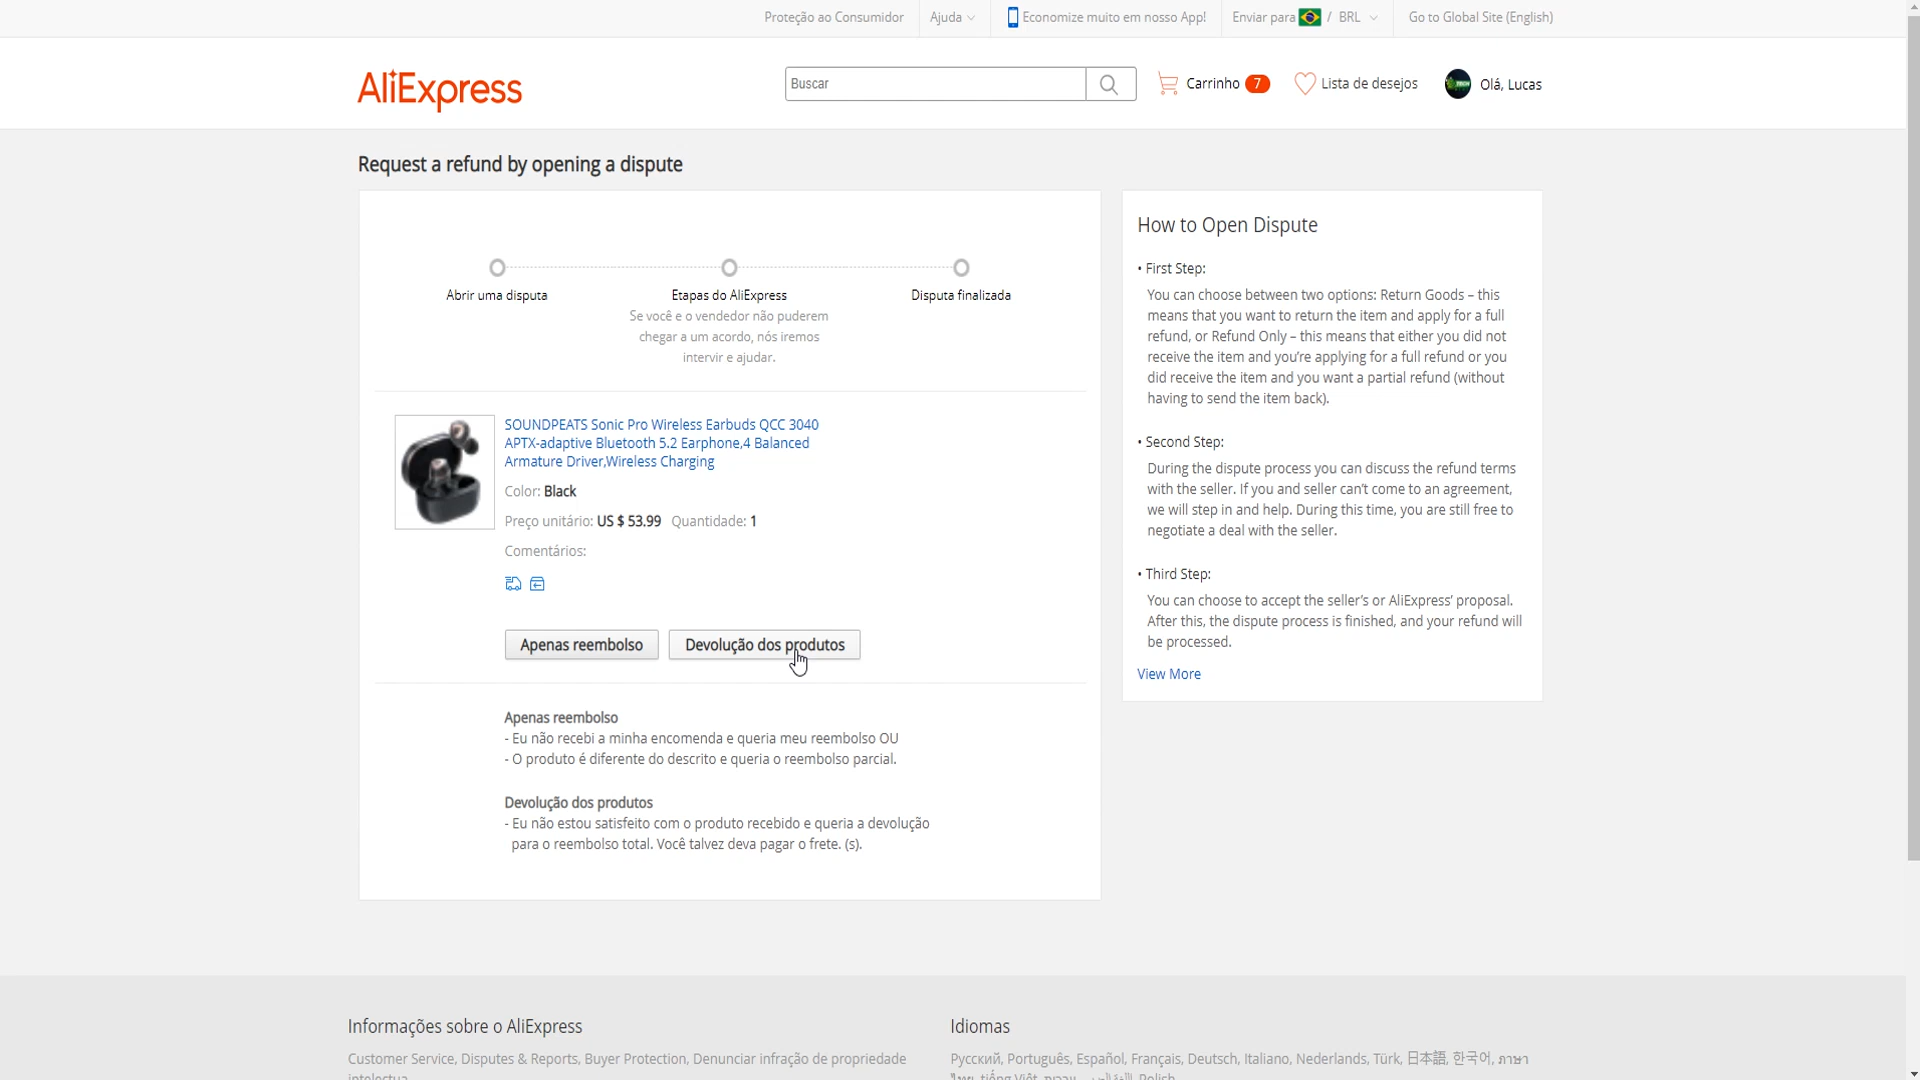 Proteção ao Consumidor
Ajuda
Economize muito em nosso App!
Enviar para / BRL
Go to Global Site (English)
AliExpress
Buscar
Carrinho 7
Lista de desejos
Olá, Lucas
Request a refund by opening a dispute
Abrir uma disputa
Etapas do AliExpress
Se você e o vendedor não puderem
chegar a um acordo, nós iremos
intervir e ajudar.
Disputa finalizada
SOUNDPEATS Sonic Pro Wireless Earbuds QCC 3040
APTX-adaptive Bluetooth 5.2 Earphone,4 Balanced
Armature Driver,Wireless Charging
Color: Black
Preço unitário: US $ 53.99 Quantidade: 1
Comentários:
Apenas reembolso
Devolução dos produtos
Apenas reembolso
- Eu não recebi a minha encomenda e queria meu reembolso OU
- O produto é diferente do descrito e queria o reembolso parcial.
Devolução dos produtos
- Eu não estou satisfeito com o produto recebido e queria a devolução
para o reembolso total. Você talvez deva pagar o frete. (s).
How to Open Dispute
• First Step:
You can choose between two options: Return Goods – this
means that you want to return the item and apply for a full
refund, or Refund Only – this means that either you did not
receive the item and you're applying for a full refund or you
did receive the item and you want a partial refund (without
having to send the item back).
• Second Step:
During the dispute process you can discuss the refund terms
with the seller. If you and seller can't come to an agreement,
we will step in and help. During this time, you are still free to
negotiate a deal with the seller.
• Third Step:
You can choose to accept the seller's or AliExpress' proposal.
After this, the dispute process is finished, and your refund will
be processed.
View More
Informações sobre o AliExpress
Customer Service, Disputes & Reports, Buyer Protection, Denunciar infração de propriedade
intelectua
Idiomas
Русский, Português, Español, Français, Deutsch, Italiano, Nederlands, Türk, 日本語, 한국어, ภาษา
ไทย, tiếng Việt, עברית, اللغة العربية, Polish